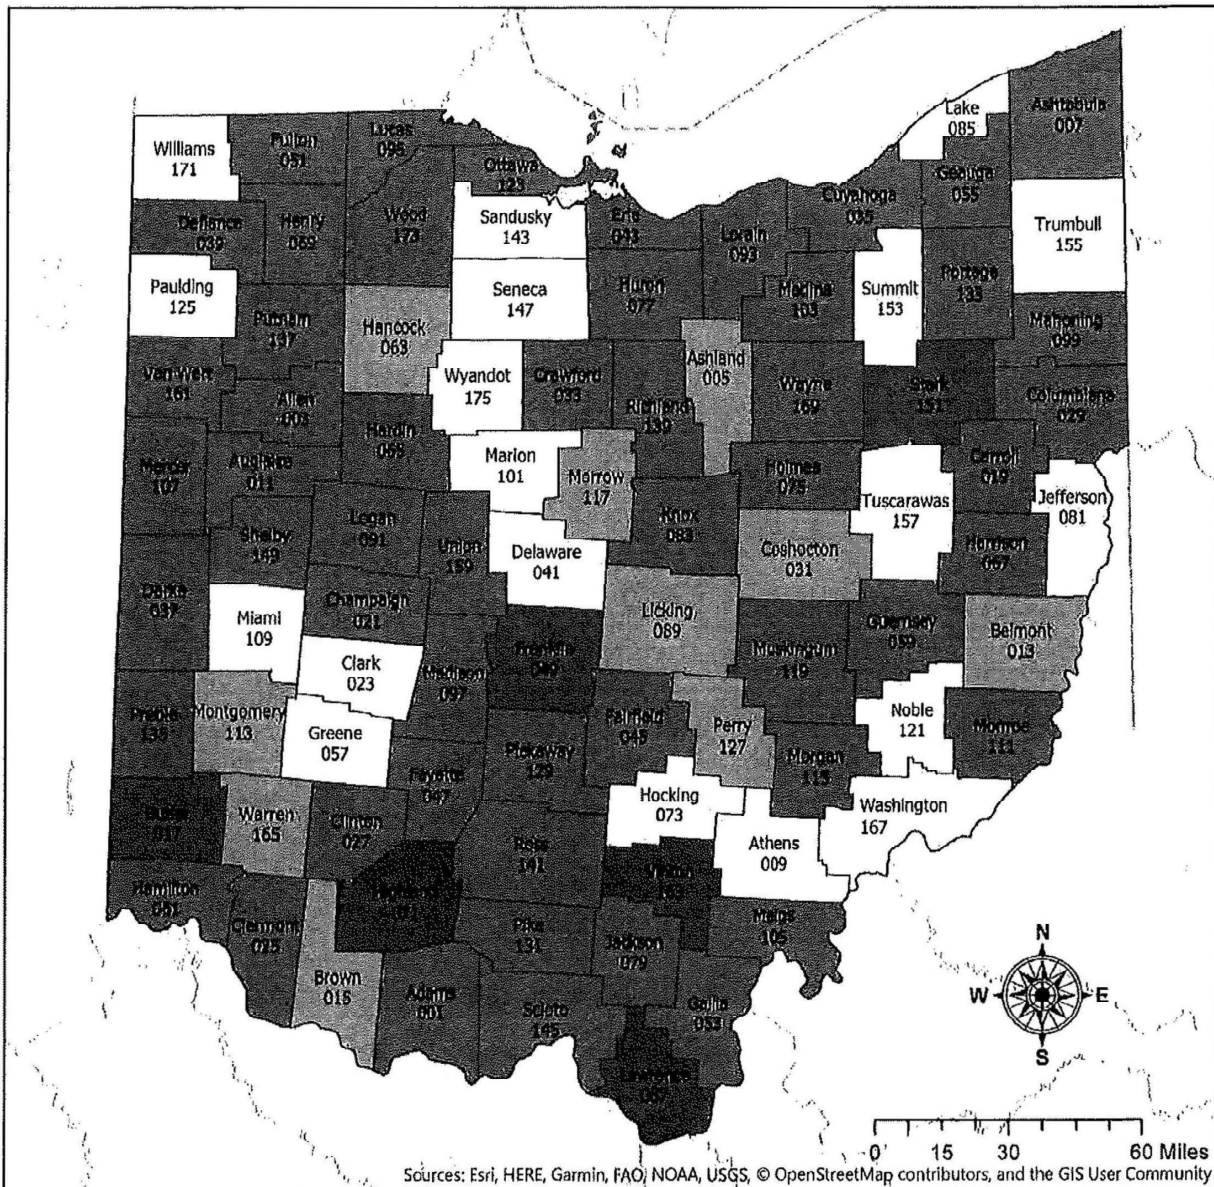 Lake
085
Ashtabula
007
Williams
171
Fulton
051
Lucas
095
Ottawa
123
Geauga
055
Cuyahoga
035
Defiance
039
Henry
069
Wood
173
Sandusky
143
Erie
043
Lorain
093
Trumbull
155
Paulding
125
Seneca
147
Huron
077
Medina
103
Summit
153
Portage
133
Putnam
137
Hancock
063
Mahoning
099
Van Wert
161
Allen
003
Wyandot
175
Crawford
033
Richland
139
Ashland
005
Wayne
169
Stark
151
Columbiana
029
Mercer
107
Auglaize
011
Hardin
065
Marion
101
Morrow
117
Holmes
075
Tuscarawas
157
Carroll
019
Jefferson
081
Shelby
149
Logan
091
Union
159
Delaware
041
Knox
083
Coshocton
031
Harrison
067
Darke
037
Miami
109
Champaign
021
Clark
023
Madison
097
Franklin
049
Licking
089
Muskingum
119
Guernsey
059
Belmont
013
Preble
135
Montgomery
113
Greene
057
Pickaway
129
Fairfield
045
Perry
127
Morgan
115
Noble
121
Monroe
111
Fayette
047
Butler
017
Warren
165
Clinton
027
Ross
141
Hocking
073
Athens
009
Washington
167
Hamilton
061
Clermont
025
Highland
071
Vinton
163
Meigs
105
Pike
131
Jackson
079
Brown
015
Adams
001
Scioto
145
Gallia
053
Lawrence
087
N
W
E
S
0 15 30 60 Miles
Sources: Esri, HERE, Garmin, FAO, NOAA, USGS, © OpenStreetMap contributors, and the GIS User Community